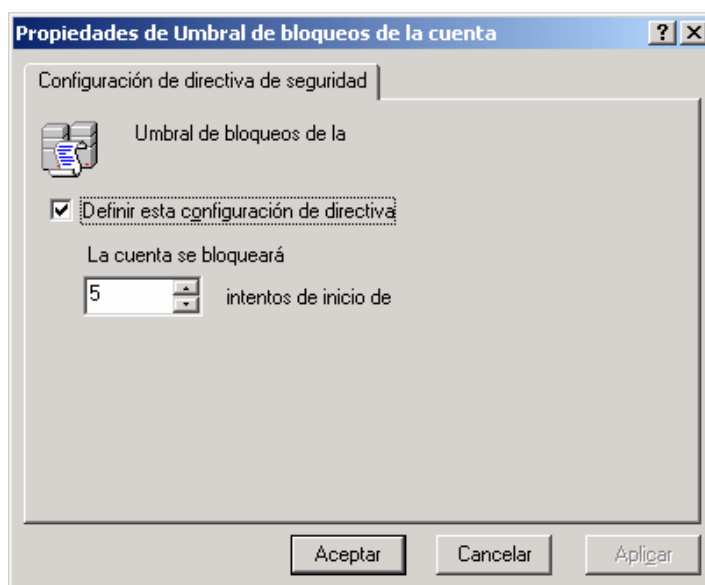 Propiedades de Umbral de bloqueos de la cuenta
Configuración de directiva de seguridad
Umbral de bloqueos de la
Definir esta configuración de directiva
La cuenta se bloqueará
5 intentos de inicio de
Aceptar Cancelar Aplicar